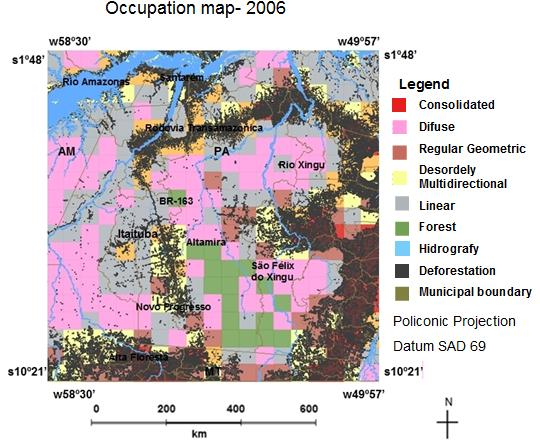 Occupation map- 2006
w58°30’
w49°57’
s1°48’
s1°48’
Rio Amazonas
Santarém
Rodovia Transamazonica
AM
PA
Rio Xingu
BR-163
Itaituba
Altamira
São Félix
do Xingu
Novo Progresso
Alta Floresta
MT
s10°21’
s10°21’
w58°30’
w49°57’
0 200 400 600
km
Legend
Consolidated
Difuse
Regular Geometric
Desordely
Multidirectional
Linear
Forest
Hidrografy
Deforestation
Municipal boundary
Policonic Projection
Datum SAD 69
N